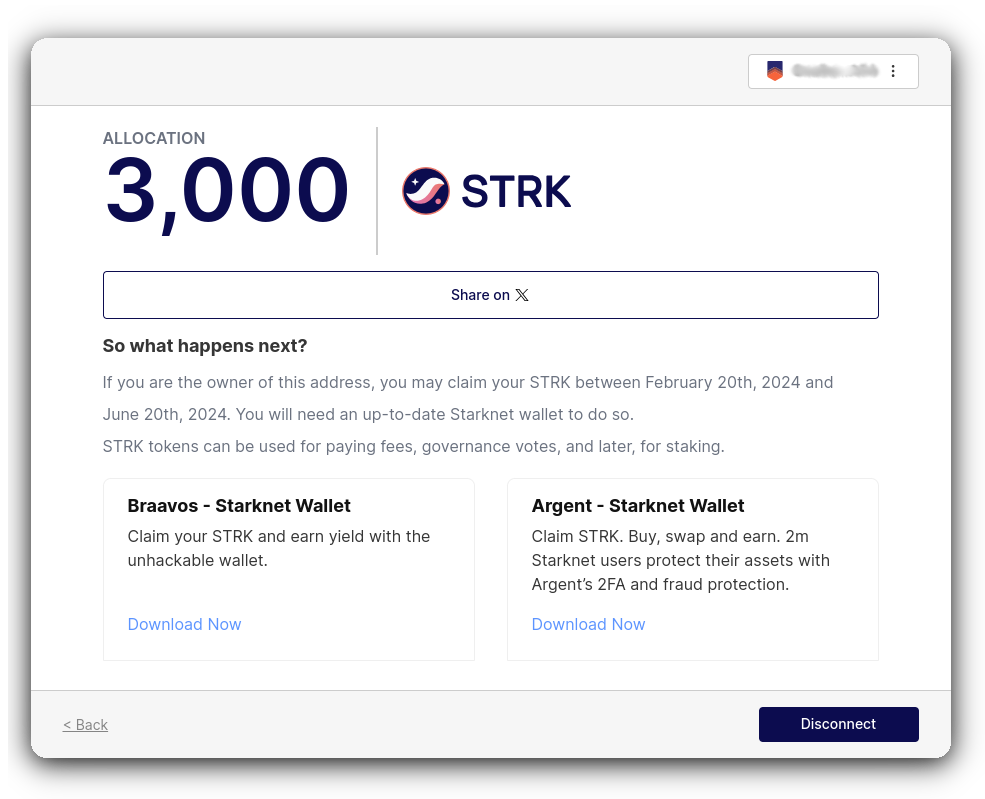 ALLOCATION
3,000
STRK
Share on X
So what happens next?
If you are the owner of this address, you may claim your STRK between February 20th, 2024 and
June 20th, 2024. You will need an up-to-date Starknet wallet to do so.
STRK tokens can be used for paying fees, governance votes, and later, for staking.
Braavos - Starknet Wallet
Claim your STRK and earn yield with the
unhackable wallet.
Download Now
Argent - Starknet Wallet
Claim STRK. Buy, swap and earn. 2m
Starknet users protect their assets with
Argent’s 2FA and fraud protection.
Download Now
< Back
Disconnect